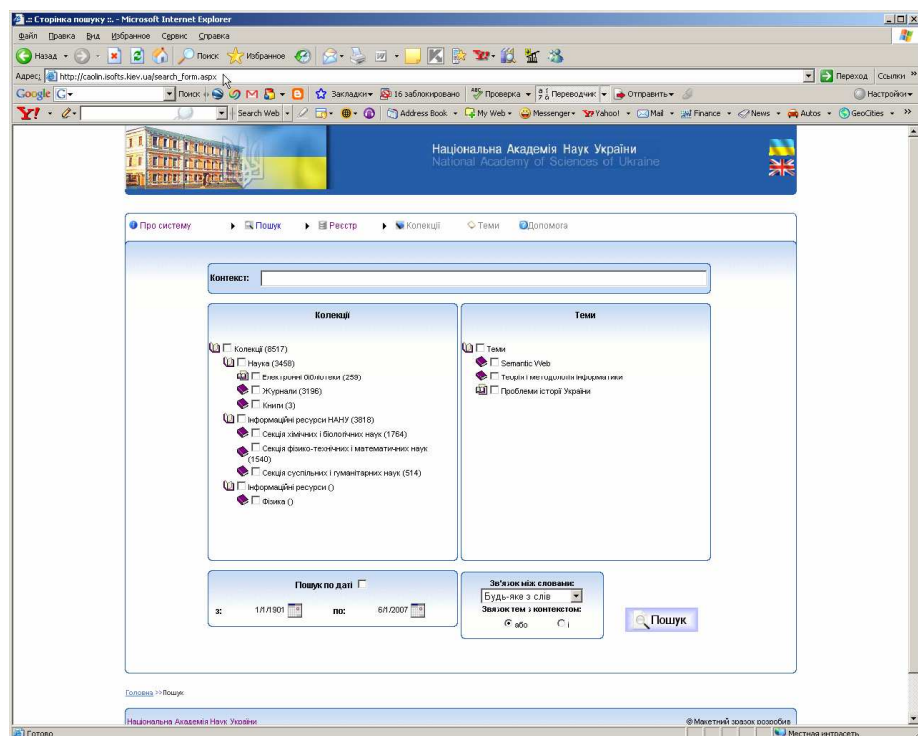 .:: Сторінка пошуку ::. - Microsoft Internet Explorer
Файл Правка Вид Избранное Сервис Справка
Назад Поиск Избранное
Адрес: http://caolin.isofts.kiev.ua/search_form.aspx Переход Ссылки »
Google G Поиск Закладки 16 заблокировано Проверка Переводчик Отправить Настройки
Y! Search Web Address Book My Web Messenger Yahoo! Mail Finance News Autos GeoCities »
Національна Академія Наук України
National Academy of Sciences of Ukraine
Про систему Пошук Реєстр Колекції Теми Допомога
Контекст:
Колекції Теми
Колекції (8517) Теми
Наука (3458) Semantic Web
Електронні бібліотеки (259) Теорія і методологія інформатики
Журнали (3196) Проблеми історії України
Книги (3)
Інформаційні ресурси НАНУ (3818)
Секція хімічних і біологічних наук (1764)
Секція фізико-технічних і математичних наук
(1540)
Секція суспільних і гуманітарних наук (514)
Інформаційні ресурси ()
Фізика ()
Пошук по даті
з: 1/1/1901 по: 6/1/2007
Зв'язок між словами:
Будь-яке з слів
Звязок тем з контекстом:
або і
Пошук
Головна >> Пошук
Національна Академія Наук України © Макетний зразок розробив
Готово Местная интрасеть